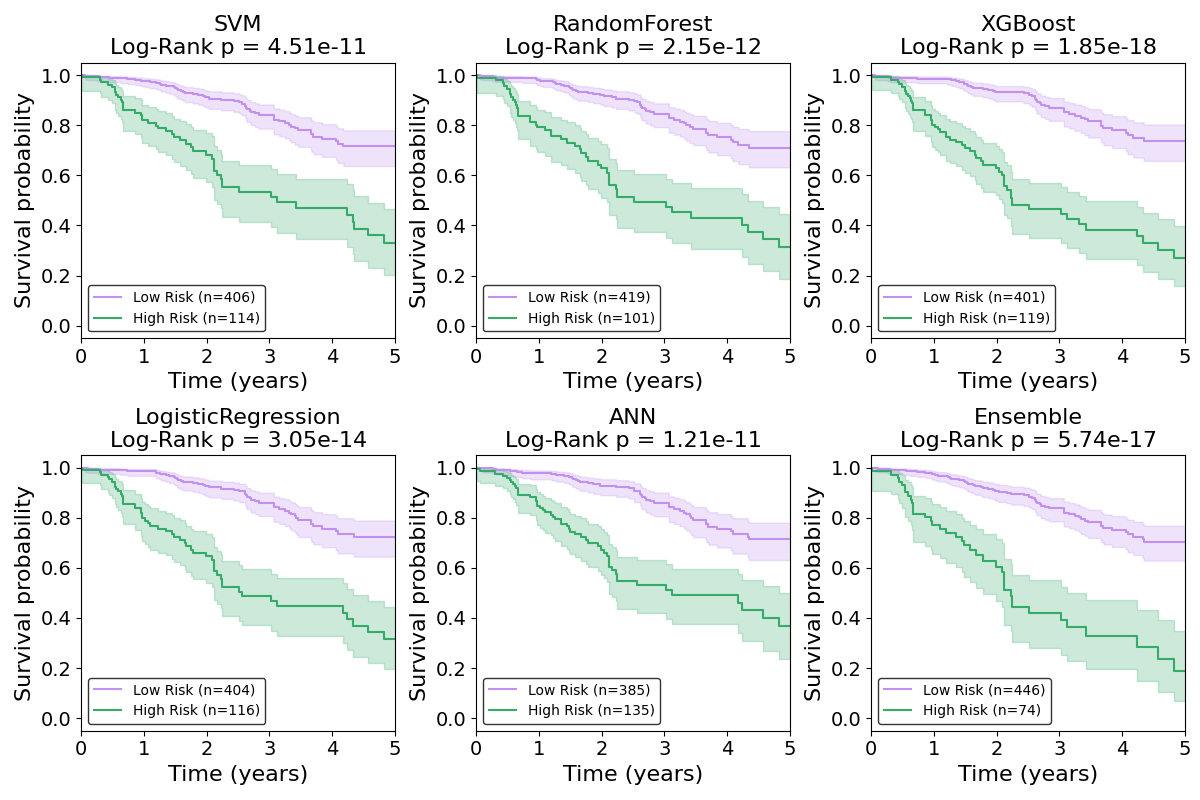 SVM
Log-Rank p = 4.51e-11
Survival probability
1.0
0.8
0.6
0.4
0.2
0.0
Low Risk (n=406)
High Risk (n=114)
0 1 2 3 4 5
Time (years)
RandomForest
Log-Rank p = 2.15e-12
Survival probability
1.0
0.8
0.6
0.4
0.2
0.0
Low Risk (n=419)
High Risk (n=101)
0 1 2 3 4 5
Time (years)
XGBoost
Log-Rank p = 1.85e-18
Survival probability
1.0
0.8
0.6
0.4
0.2
0.0
Low Risk (n=401)
High Risk (n=119)
0 1 2 3 4 5
Time (years)
LogisticRegression
Log-Rank p = 3.05e-14
Survival probability
1.0
0.8
0.6
0.4
0.2
0.0
Low Risk (n=404)
High Risk (n=116)
0 1 2 3 4 5
Time (years)
ANN
Log-Rank p = 1.21e-11
Survival probability
1.0
0.8
0.6
0.4
0.2
0.0
Low Risk (n=385)
High Risk (n=135)
0 1 2 3 4 5
Time (years)
Ensemble
Log-Rank p = 5.74e-17
Survival probability
1.0
0.8
0.6
0.4
0.2
0.0
Low Risk (n=446)
High Risk (n=74)
0 1 2 3 4 5
Time (years)